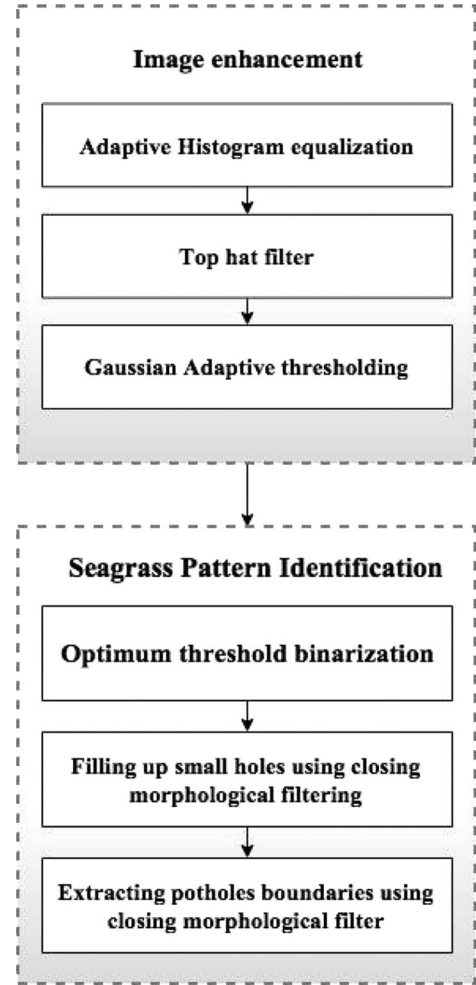 Image enhancement
Adaptive Histogram equalization
Top hat filter
Gaussian Adaptive thresholding
Seagrass Pattern Identification
Optimum threshold binarization
Filling up small holes using closing
morphological filtering
Extracting potholes boundaries using
closing morphological filter